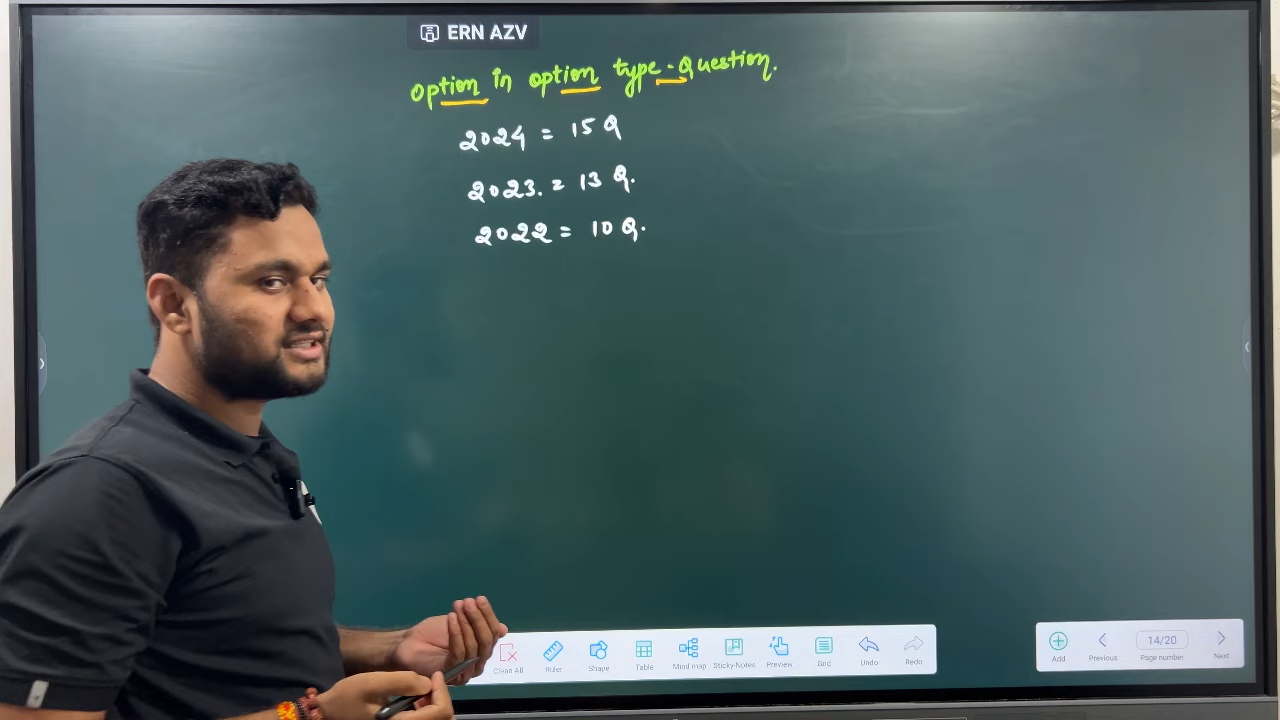 ERN AZV
option in option type - Question.
2024 = 15 Q
2023. = 13 Q.
2022 = 10 Q.
Clean All Ruler Shape Table Mind map Sticky-Notes Preview Grid Undo Redo
Add Previous 14/20 Page number Next